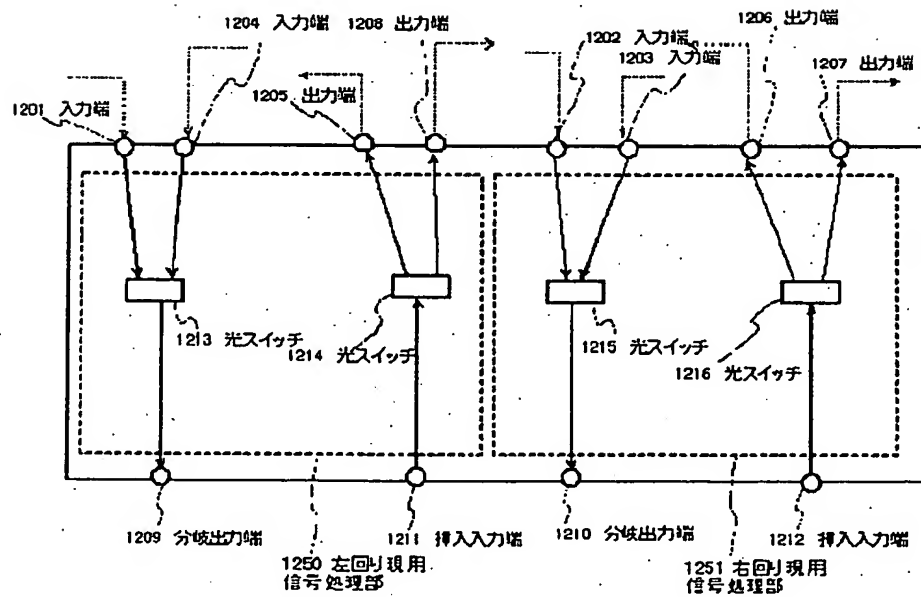 1204 入力端
1208 出力端
1202 入力端
1206 出力端
1203 入力端
1207 出力端
1201 入力端
1205 出力端
1213 光スイッチ
1214 光スイッチ
1215 光スイッチ
1216 光スイッチ
1209 分岐出力端
1211 挿入入力端
1210 分岐出力端
1212 挿入入力端
1250 左回り現用
信号処理部
1251 右回り現用
信号処理部